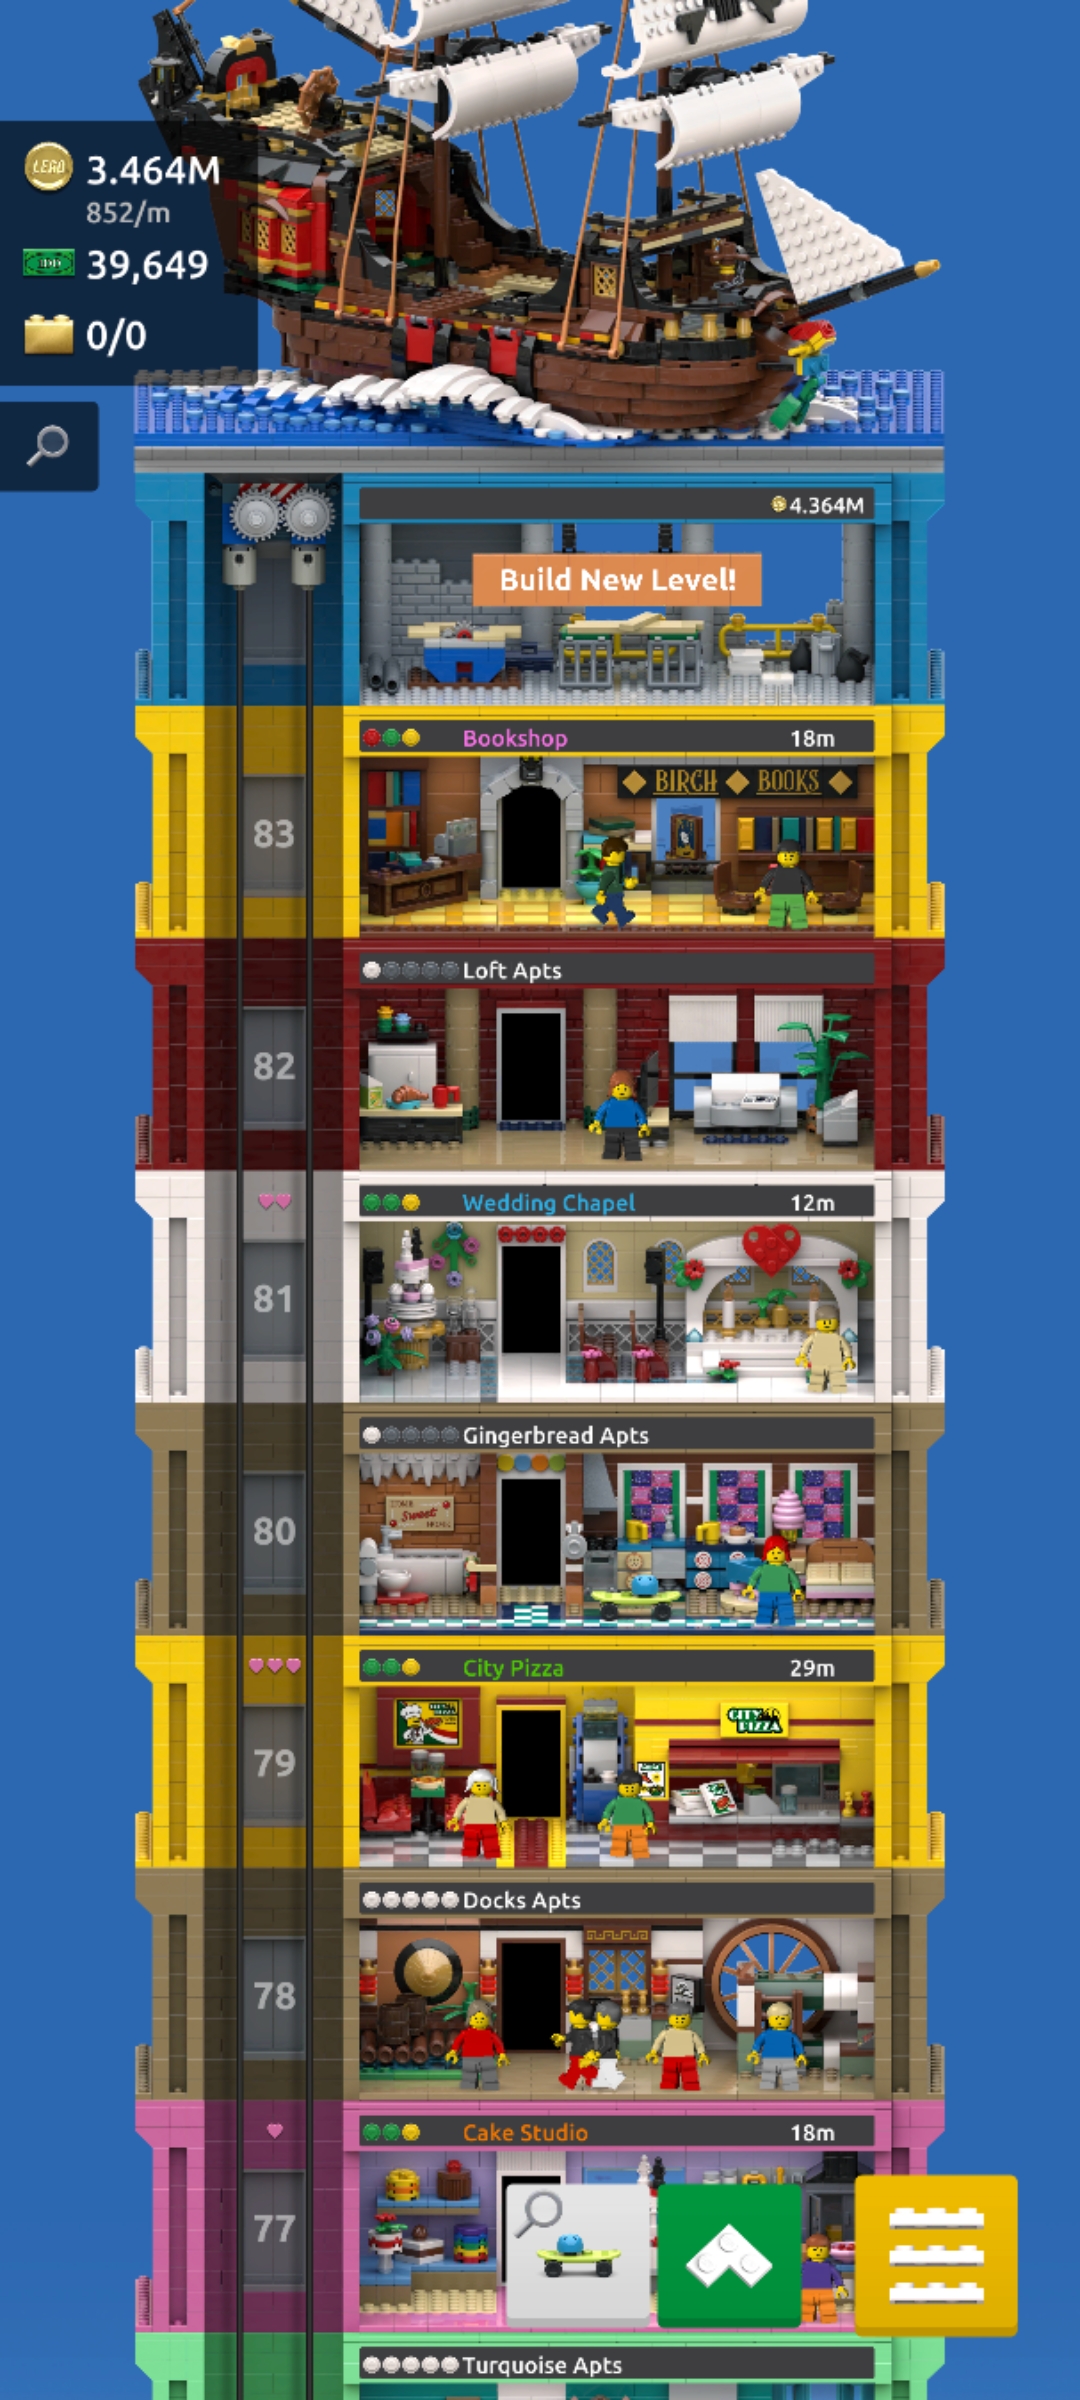 LEGO
3.464M
852/m
39,649
0/0
4.364M
Build New Level!
Bookshop 18m
BIRCH BOOKS
83
Loft Apts
82
Wedding Chapel 12m
81
Gingerbread Apts
HOME
Sweet
HOME
80
City Pizza 29m
CITY
PIZZA
79
Docks Apts
78
Cake Studio 18m
77
Turquoise Apts